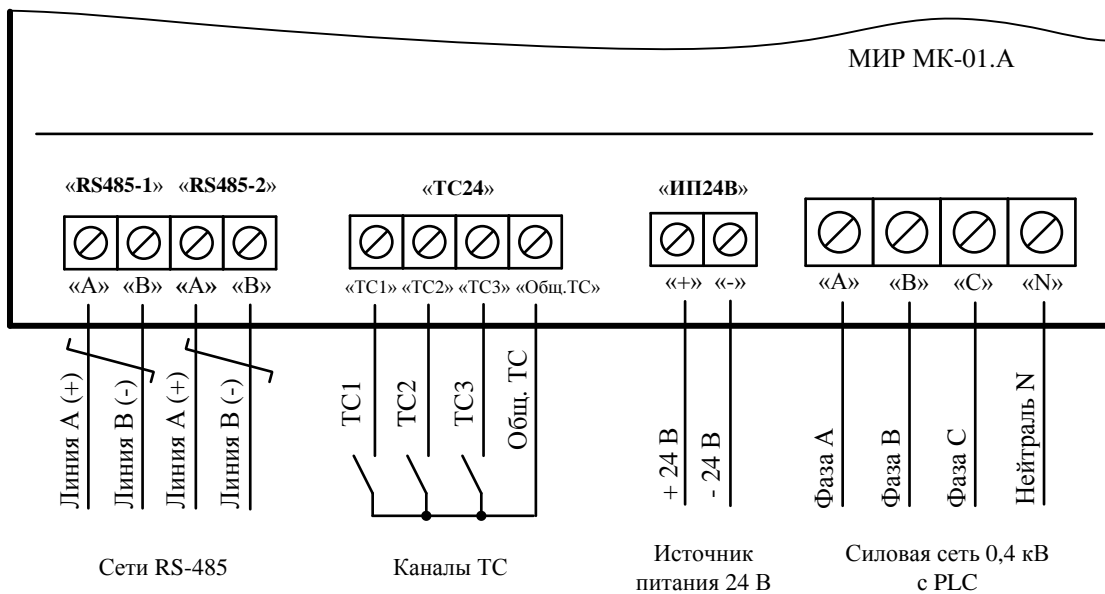 МИР МК-01.А
«RS485-1» «RS485-2»
«ТС24»
«ИП24В»
«А» «В» «А» «В»
«ТС1» «ТС2» «ТС3» «Общ.ТС»
«+» «-»
«А» «В» «С» «N»
Линия А (+)
Линия В (-)
Линия А (+)
Линия В (-)
ТС1
ТС2
ТС3
Общ. ТС
+ 24 В
- 24 В
Фаза А
Фаза В
Фаза С
Нейтраль N
Сети RS-485
Каналы ТС
Источник
питания 24 В
Силовая сеть 0,4 кВ
с PLC